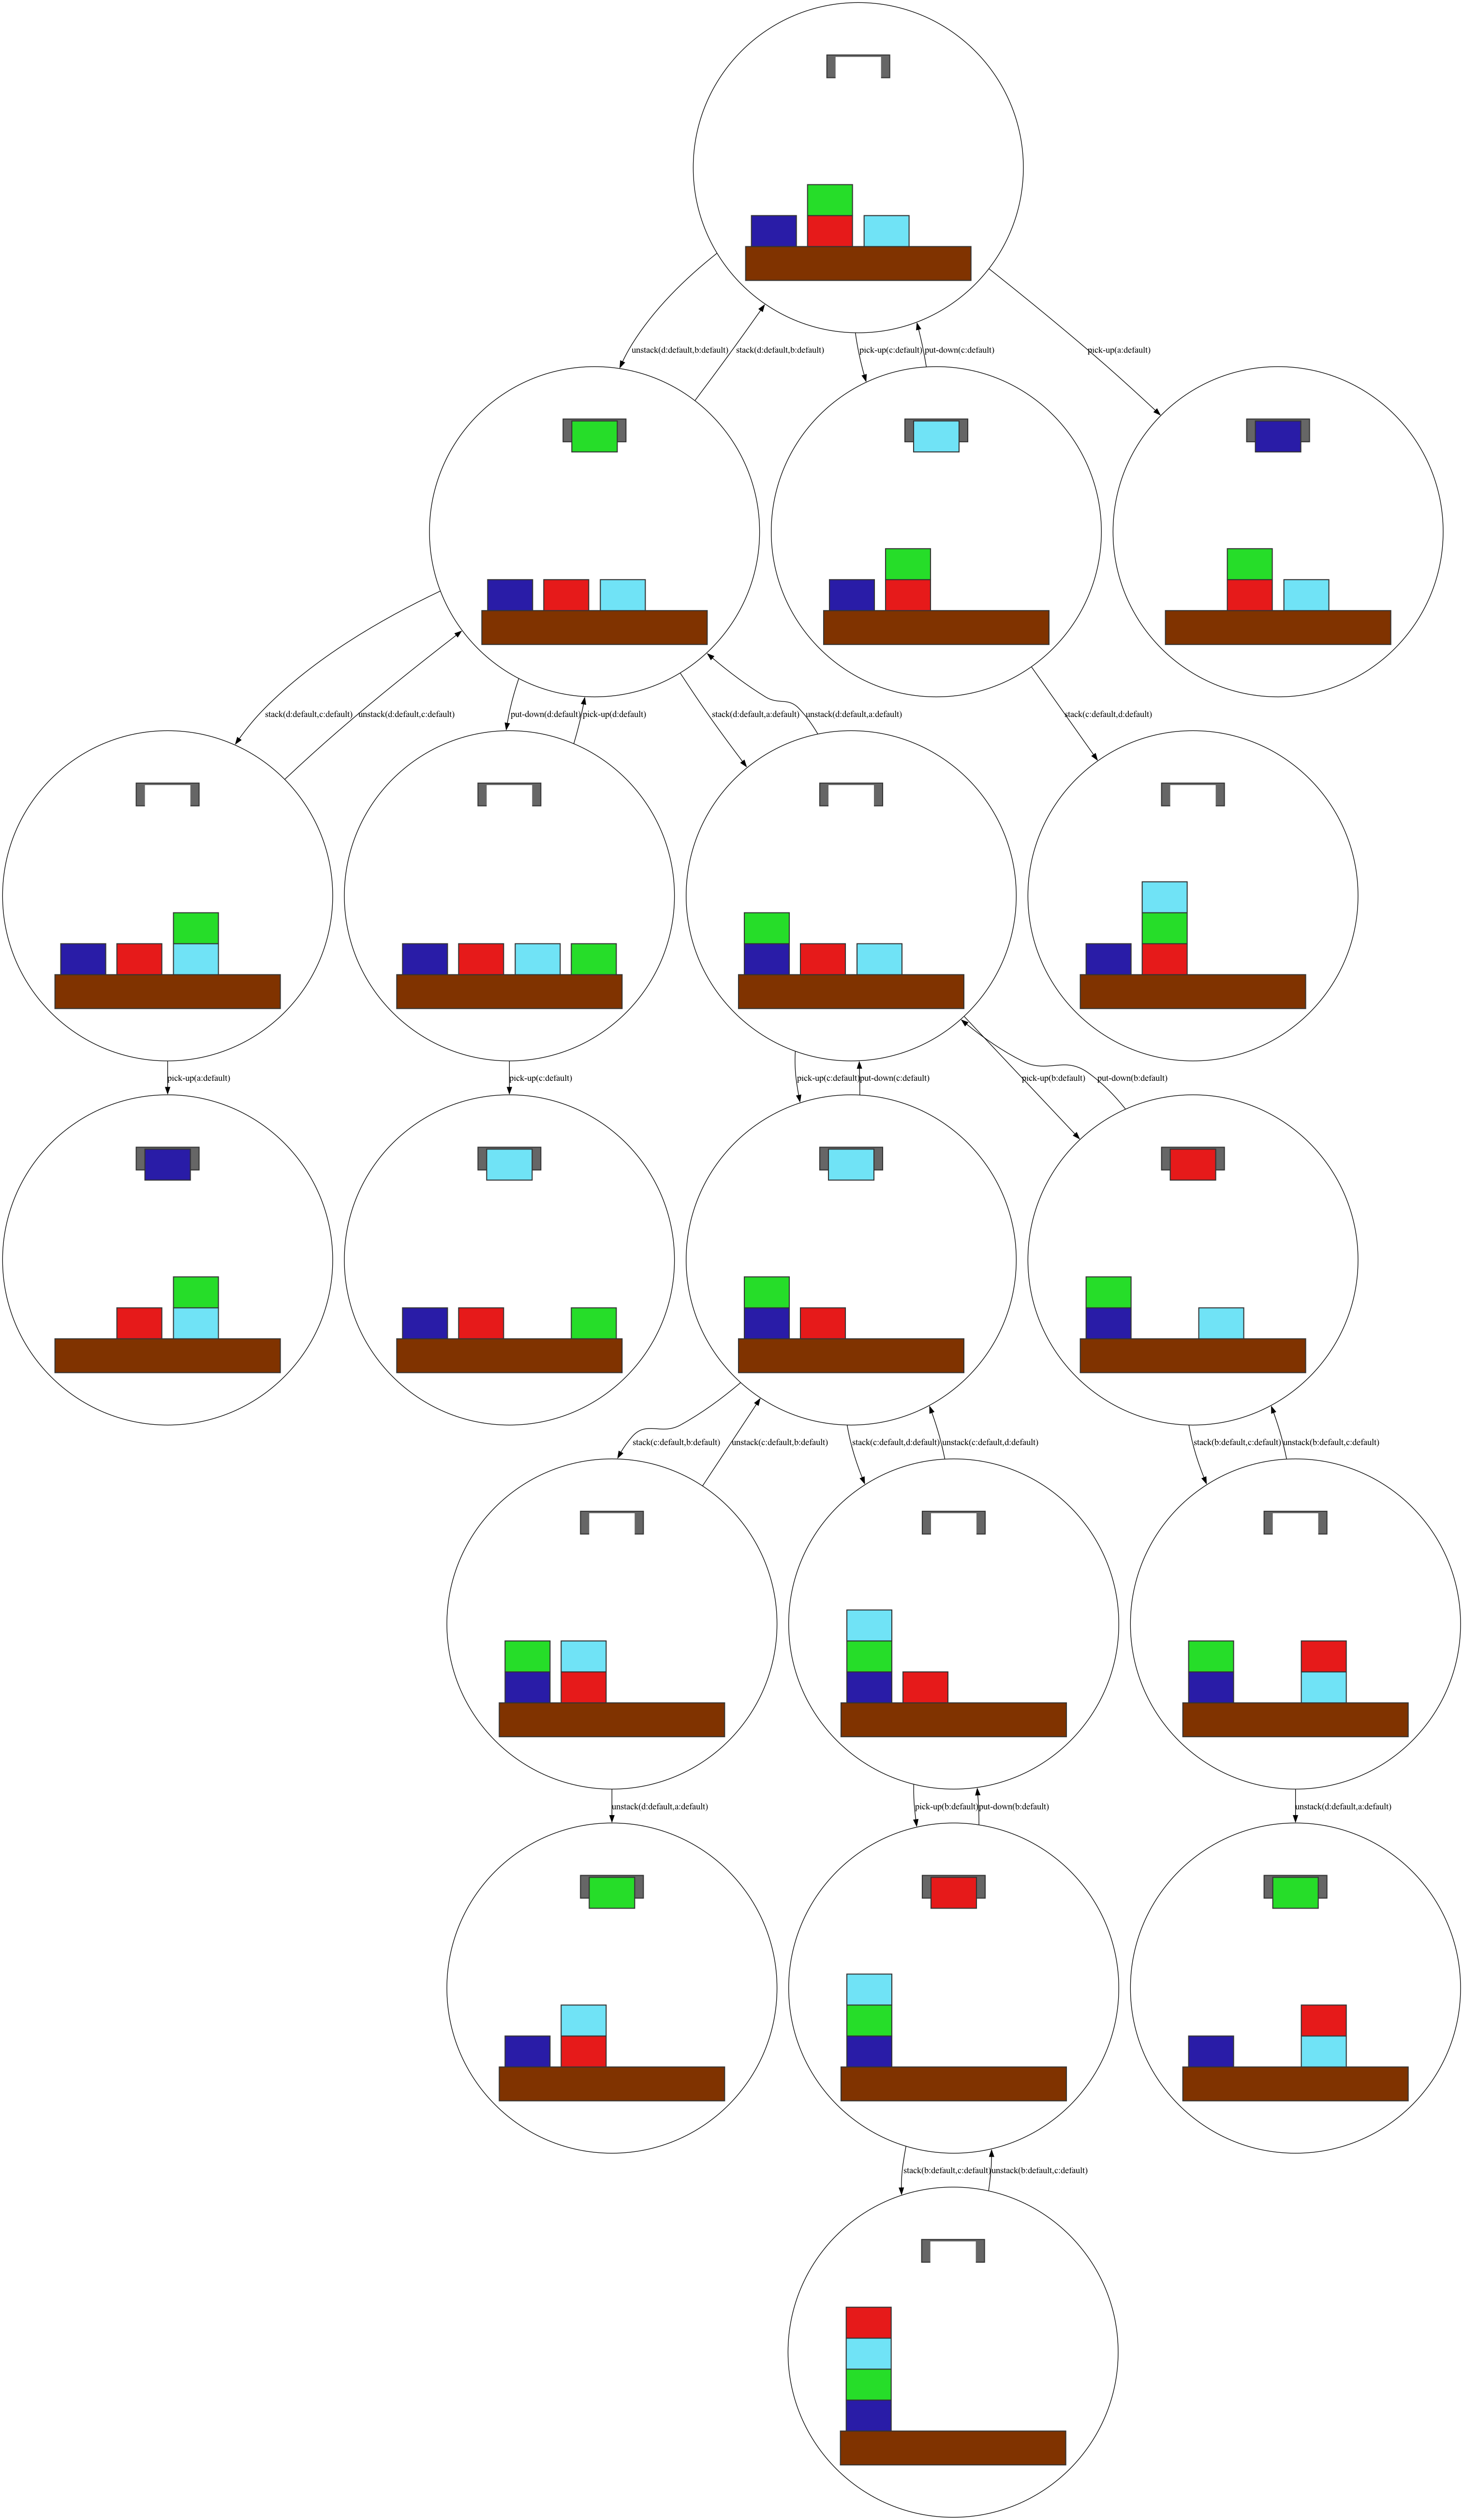 unstack(d:default,b:default)
stack(d:default,b:default)
pick-up(c:default)
put-down(c:default)
pick-up(a:default)
stack(d:default,c:default)
unstack(d:default,c:default)
put-down(d:default)
pick-up(d:default)
stack(d:default,a:default)
unstack(d:default,a:default)
stack(c:default,d:default)
pick-up(a:default)
pick-up(c:default)
pick-up(c:default)
put-down(c:default)
pick-up(b:default)
put-down(b:default)
stack(c:default,b:default)
unstack(c:default,b:default)
stack(c:default,d:default)
unstack(c:default,d:default)
stack(b:default,c:default)
unstack(b:default,c:default)
unstack(d:default,a:default)
pick-up(b:default)
put-down(b:default)
unstack(d:default,a:default)
stack(b:default,c:default)
unstack(b:default,c:default)